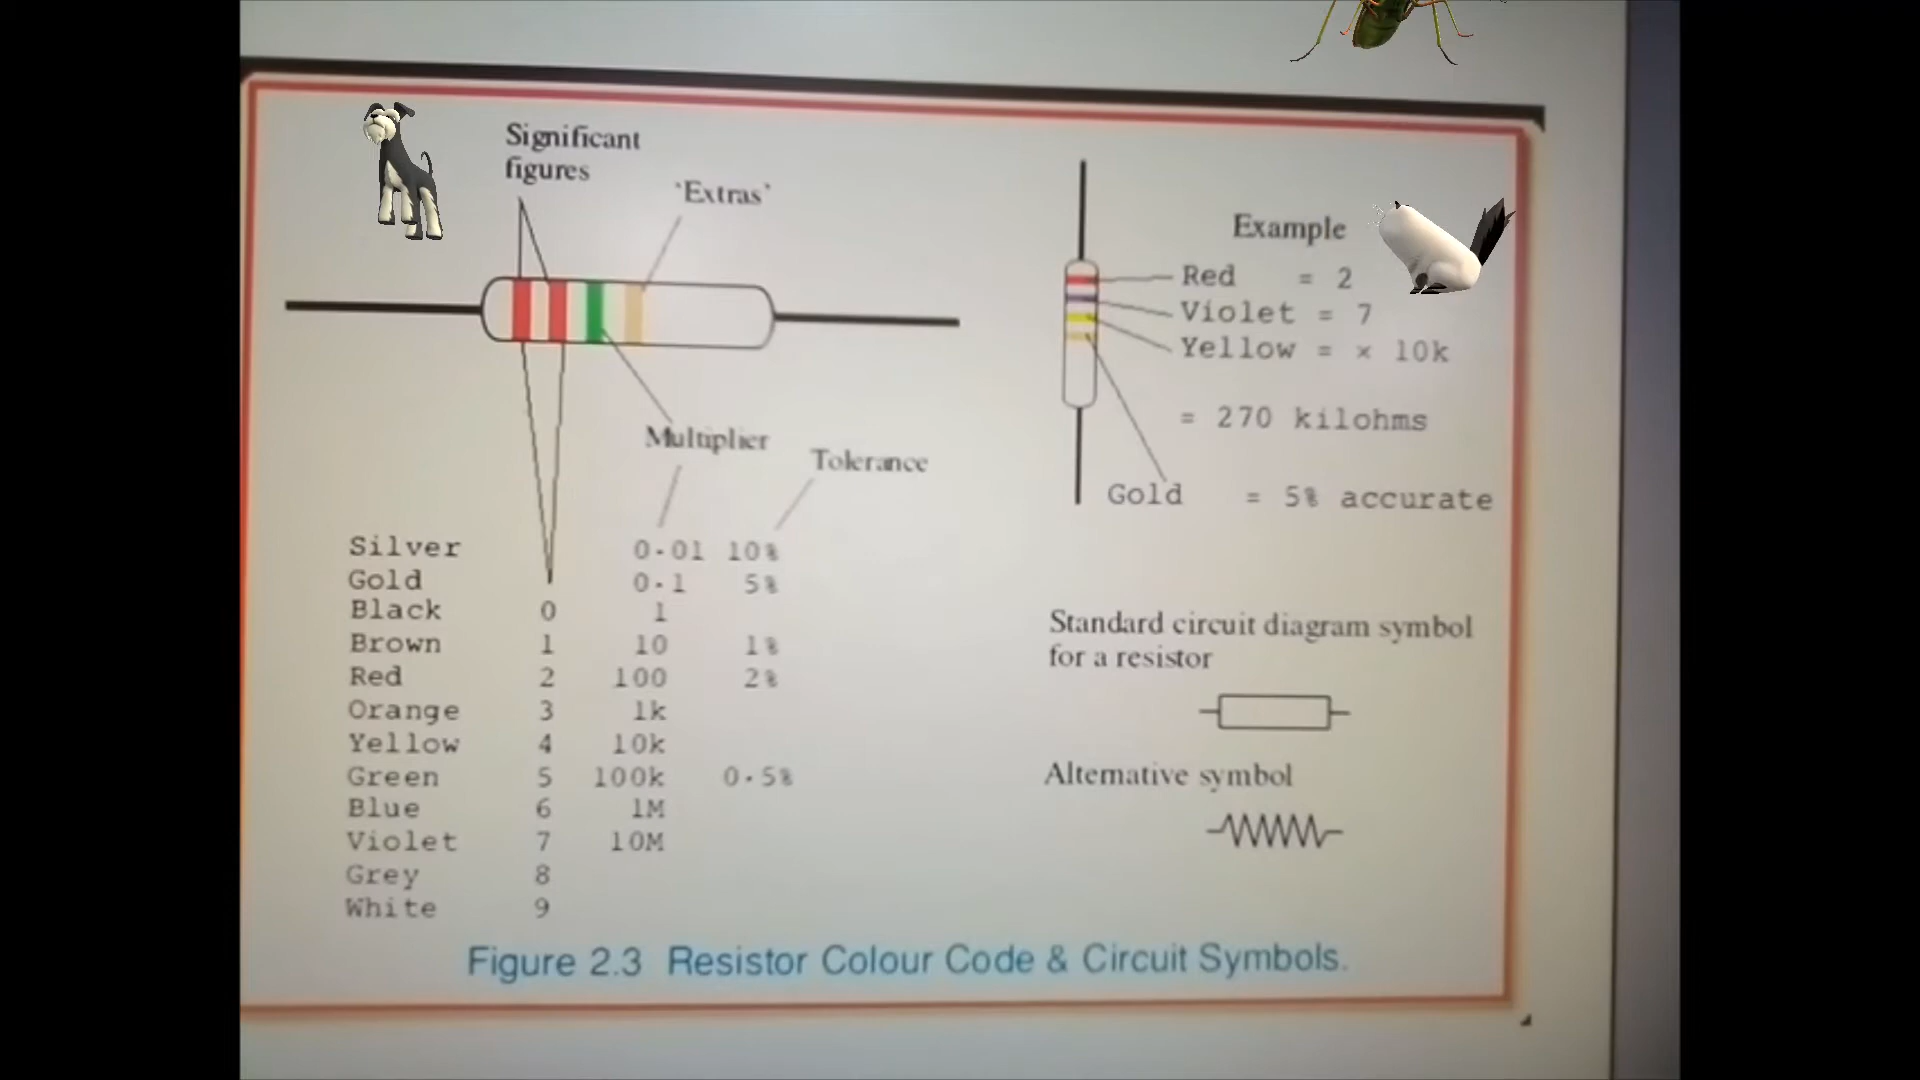 Significant
figures
'Extras'
Multiplier
Tolerance
Silver 0.01 10%
Gold 0.1 5%
Black 0 1
Brown 1 10 1%
Red 2 100 2%
Orange 3 1k
Yellow 4 10k
Green 5 100k 0.5%
Blue 6 1M
Violet 7 10M
Grey 8
White 9
Example
Red = 2
Violet = 7
Yellow = × 10k
= 270 kilohms
Gold = 5% accurate
Standard circuit diagram symbol
for a resistor
Alternative symbol
Figure 2.3 Resistor Colour Code & Circuit Symbols.